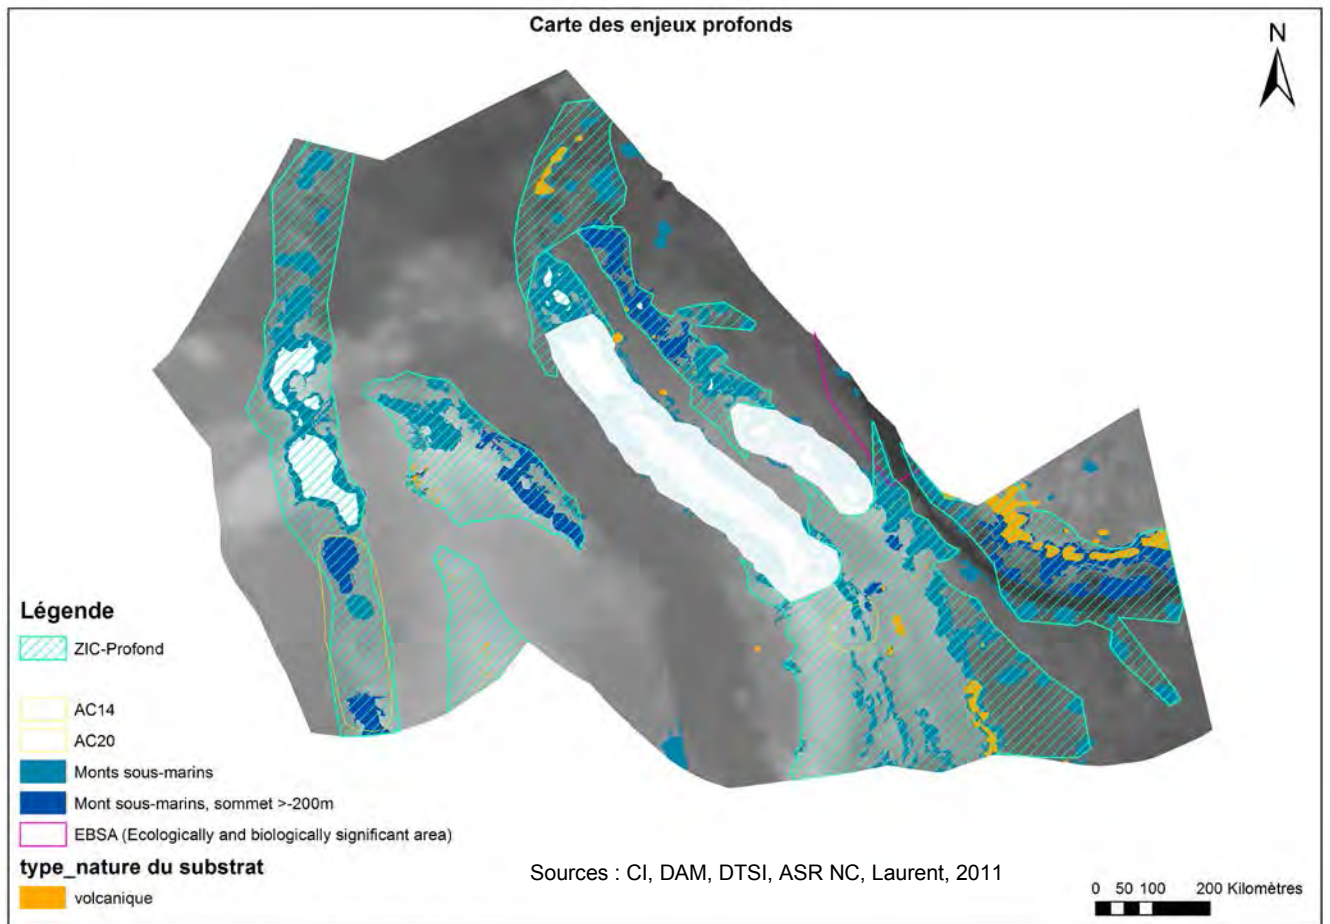 Carte des enjeux profonds
N
Légende
ZIC-Profond
AC14
AC20
Monts sous-marins
Mont sous-marins, sommet >-200m
EBSA (Ecologically and biologically significant area)
type_nature du substrat
volcanique
Sources : CI, DAM, DTSI, ASR NC, Laurent, 2011
0 50 100 200 Kilomètres